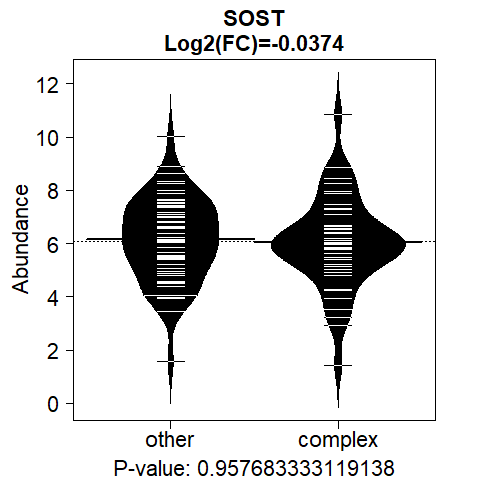 SOST
Log2(FC)=-0.0374
Abundance
12
10
8
6
4
2
0
other complex
P-value: 0.957683333119138